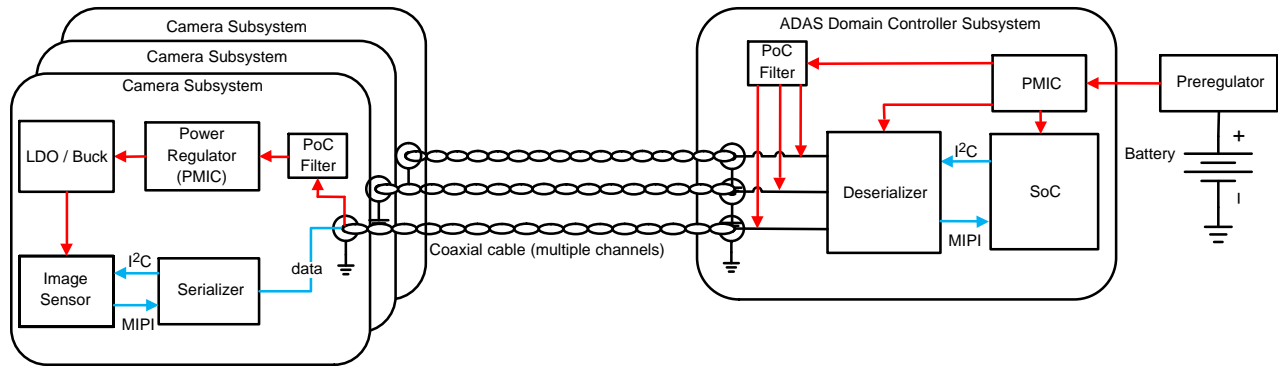 Camera Subsystem
Camera Subsystem
Camera Subsystem
LDO / Buck
Power
Regulator
(PMIC)
PoC
Filter
Image
Sensor
I²C
MIPI
Serializer
data
Coaxial cable (multiple channels)
ADAS Domain Controller Subsystem
PoC
Filter
PMIC
Deserializer
I²C
MIPI
SoC
Preregulator
Battery
+
I